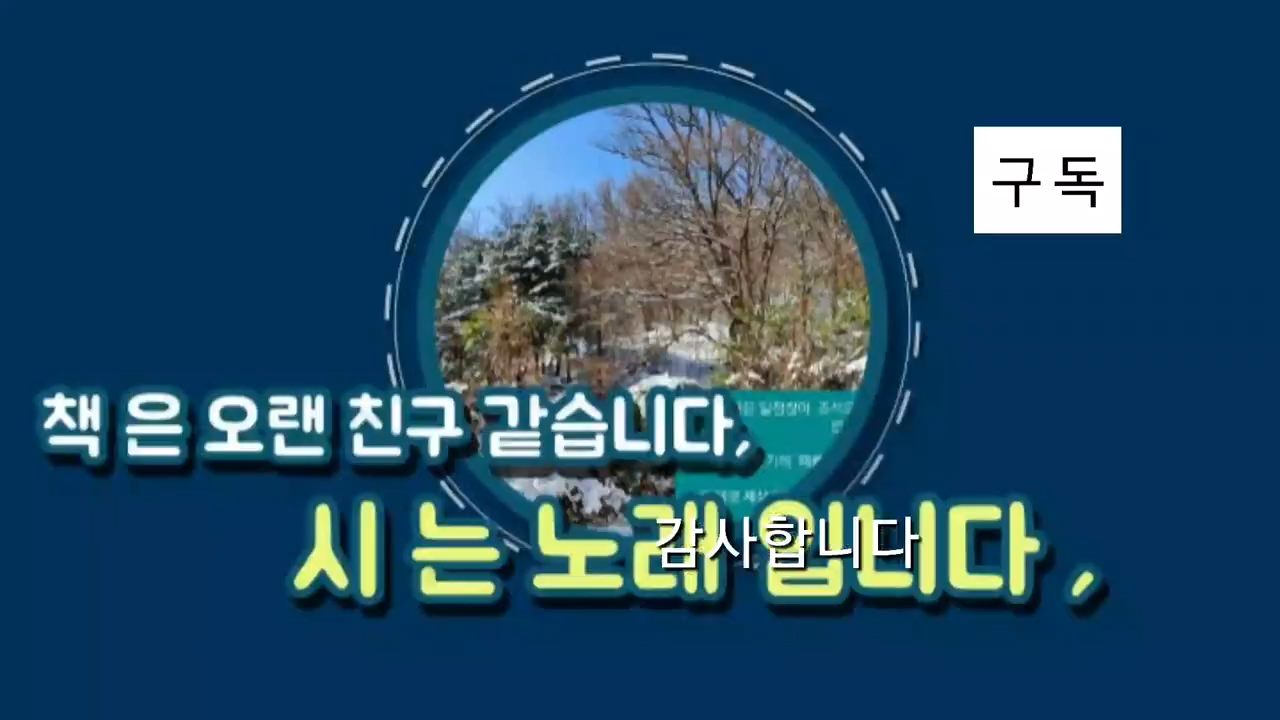 구독
책 은 오랜 친구 같습니다,
시 는 노래 입니다 ,
감사합니다